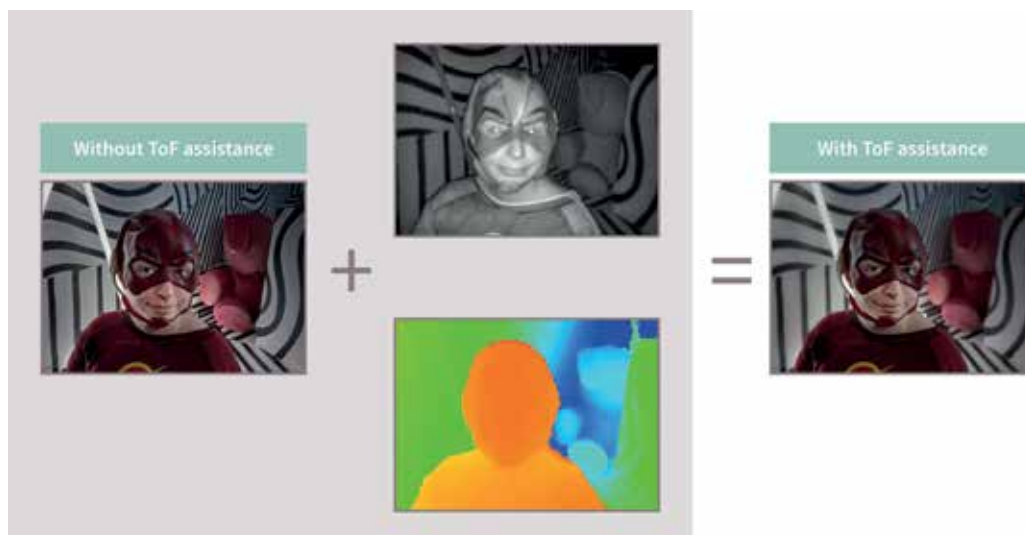 Without ToF assistance
With ToF assistance
+
=